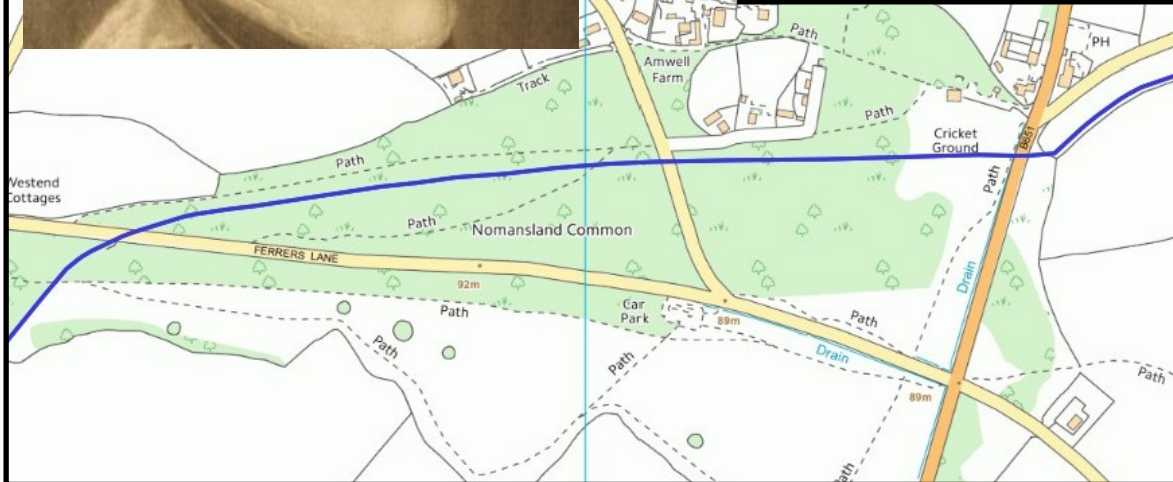 PH
Path
Amwell
Farm
Track
Path
B651
Cricket
Ground
Path
Path
Westend
Cottages
Path
Nomansland Common
FERRERS LANE
92m
Drain
Car
Park
Path
89m
Path
Path
Drain
Path
Path
89m
Path